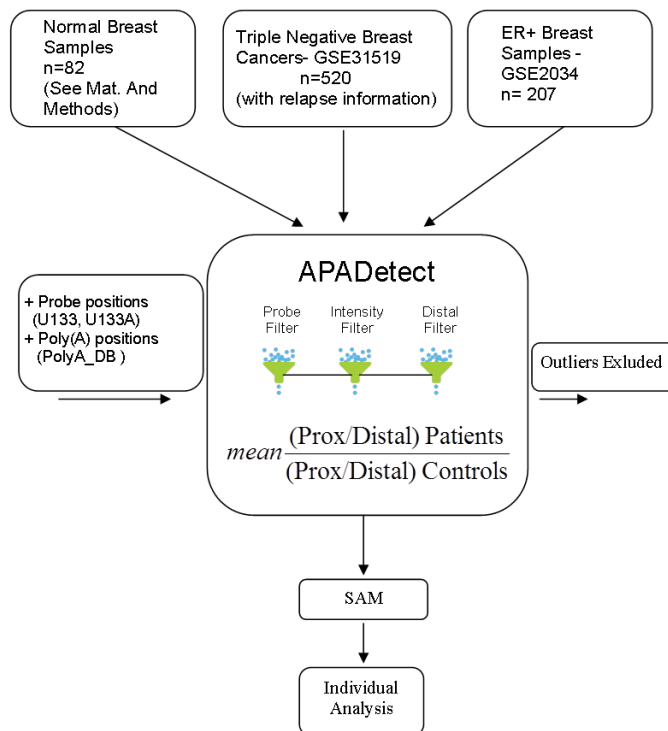 Normal Breast
Samples
n=82
(See Mat. And
Methods)
Triple Negative Breast
Cancers- GSE31519
n=520
(with relapse information)
ER+ Breast
Samples -
GSE2034
n= 207
+ Probe positions
(U133, U133A)
+ Poly(A) positions
(PolyA_DB )
APADetect
Probe
Filter
Intensity
Filter
Distal
Filter
mean (Prox/Distal) Patients
(Prox/Distal) Controls
Outliers Exluded
SAM
Individual
Analysis